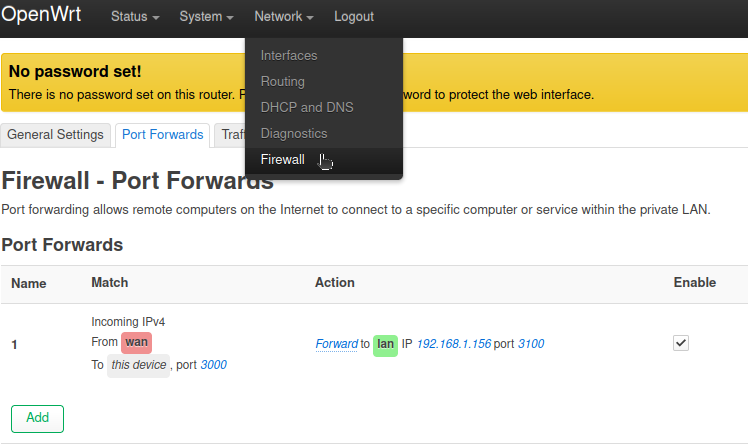 OpenWrt Status System Network Logout
Interfaces
Routing
DHCP and DNS
Diagnostics
Firewall
No password set!
There is no password set on this router. word to protect the web interface.
General Settings Port Forwards
Firewall - Port Forwards
Port forwarding allows remote computers on the Internet to connect to a specific computer or service within the private LAN.
Port Forwards
Name Match Action Enable
1 Incoming IPv4
From wan
To this device, port 3000
Forward to lan IP 192.168.1.156 port 3100
Add